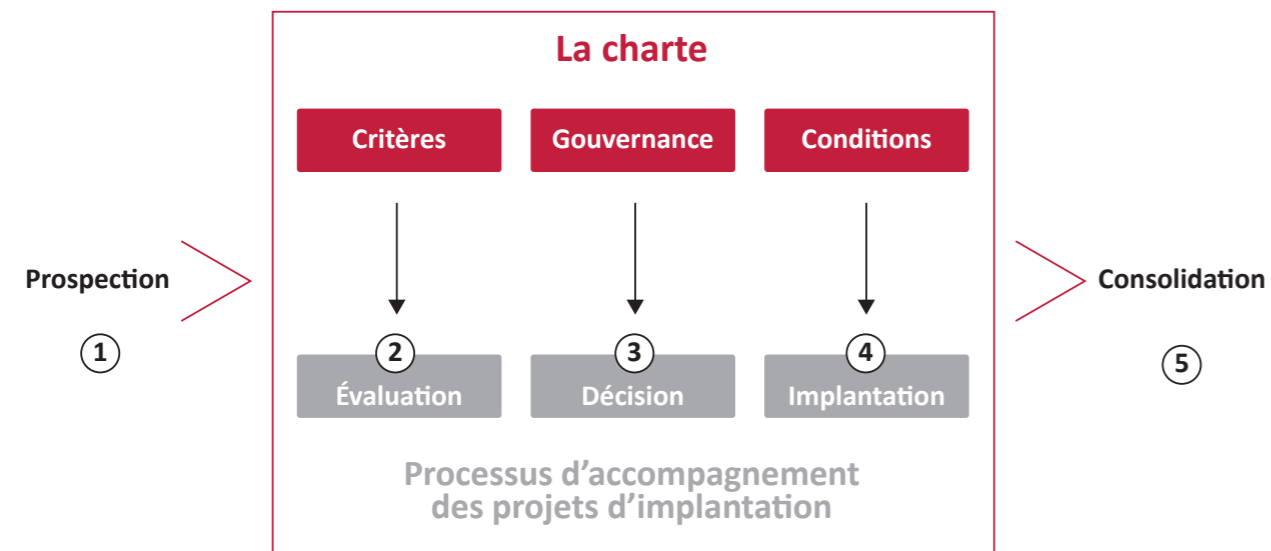 La charte
Critères
Gouvernance
Conditions
Prospection
1
2
Évaluation
3
Décision
4
Implantation
Consolidation
5
Processus d’accompagnement
des projets d’implantation